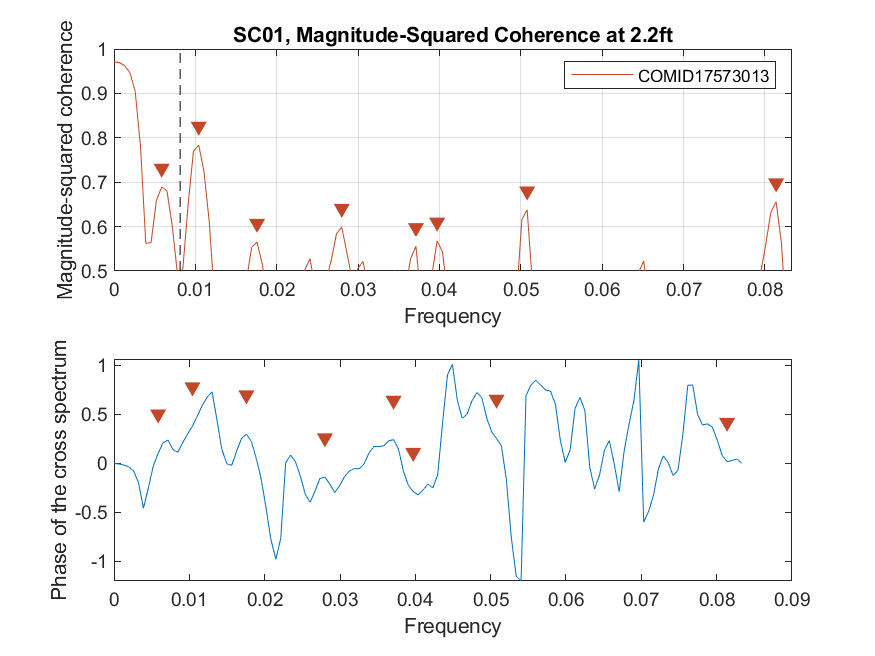 SC01, Magnitude-Squared Coherence at 2.2ft
Magnitude-squared coherence
1
0.9
0.8
0.7
0.6
0.5
COMID17573013
0 0.01 0.02 0.03 0.04 0.05 0.06 0.07 0.08
Frequency
Phase of the cross spectrum
1
0.5
0
-0.5
-1
0 0.01 0.02 0.03 0.04 0.05 0.06 0.07 0.08 0.09
Frequency